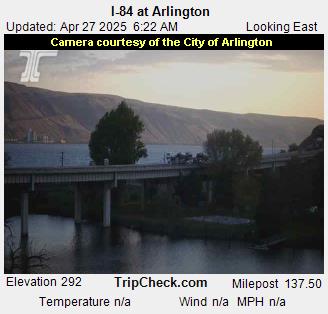 I-84 at Arlington
Updated: Apr 27 2025 6:22 AM Looking East
Camera courtesy of the City of Arlington
Elevation 292 TripCheck.com Milepost 137.50
Temperature n/a Wind n/a MPH n/a